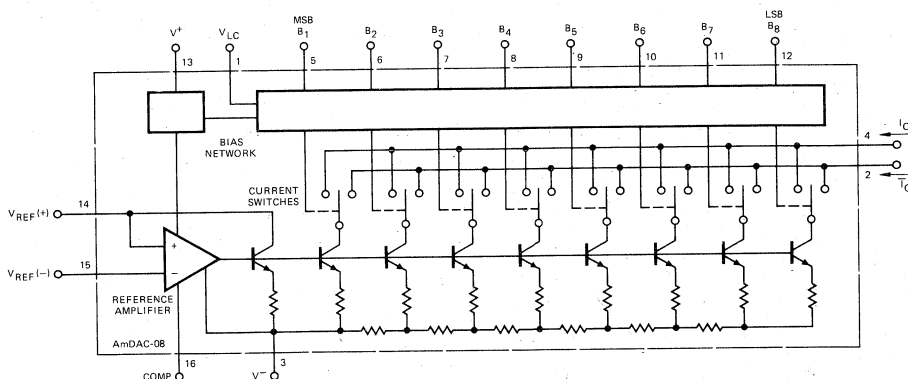 MSB LSB
V+ VLC B1 B2 B3 B4 B5 B6 B7 B8
13 1 5 6 7 8 9 10 11 12
BIAS
NETWORK
4 IO
2 IO
CURRENT
SWITCHES
14
VREF(+)
+
15
VREF(−)
−
REFERENCE
AMPLIFIER
AmDAC-08
16 3
COMP V−